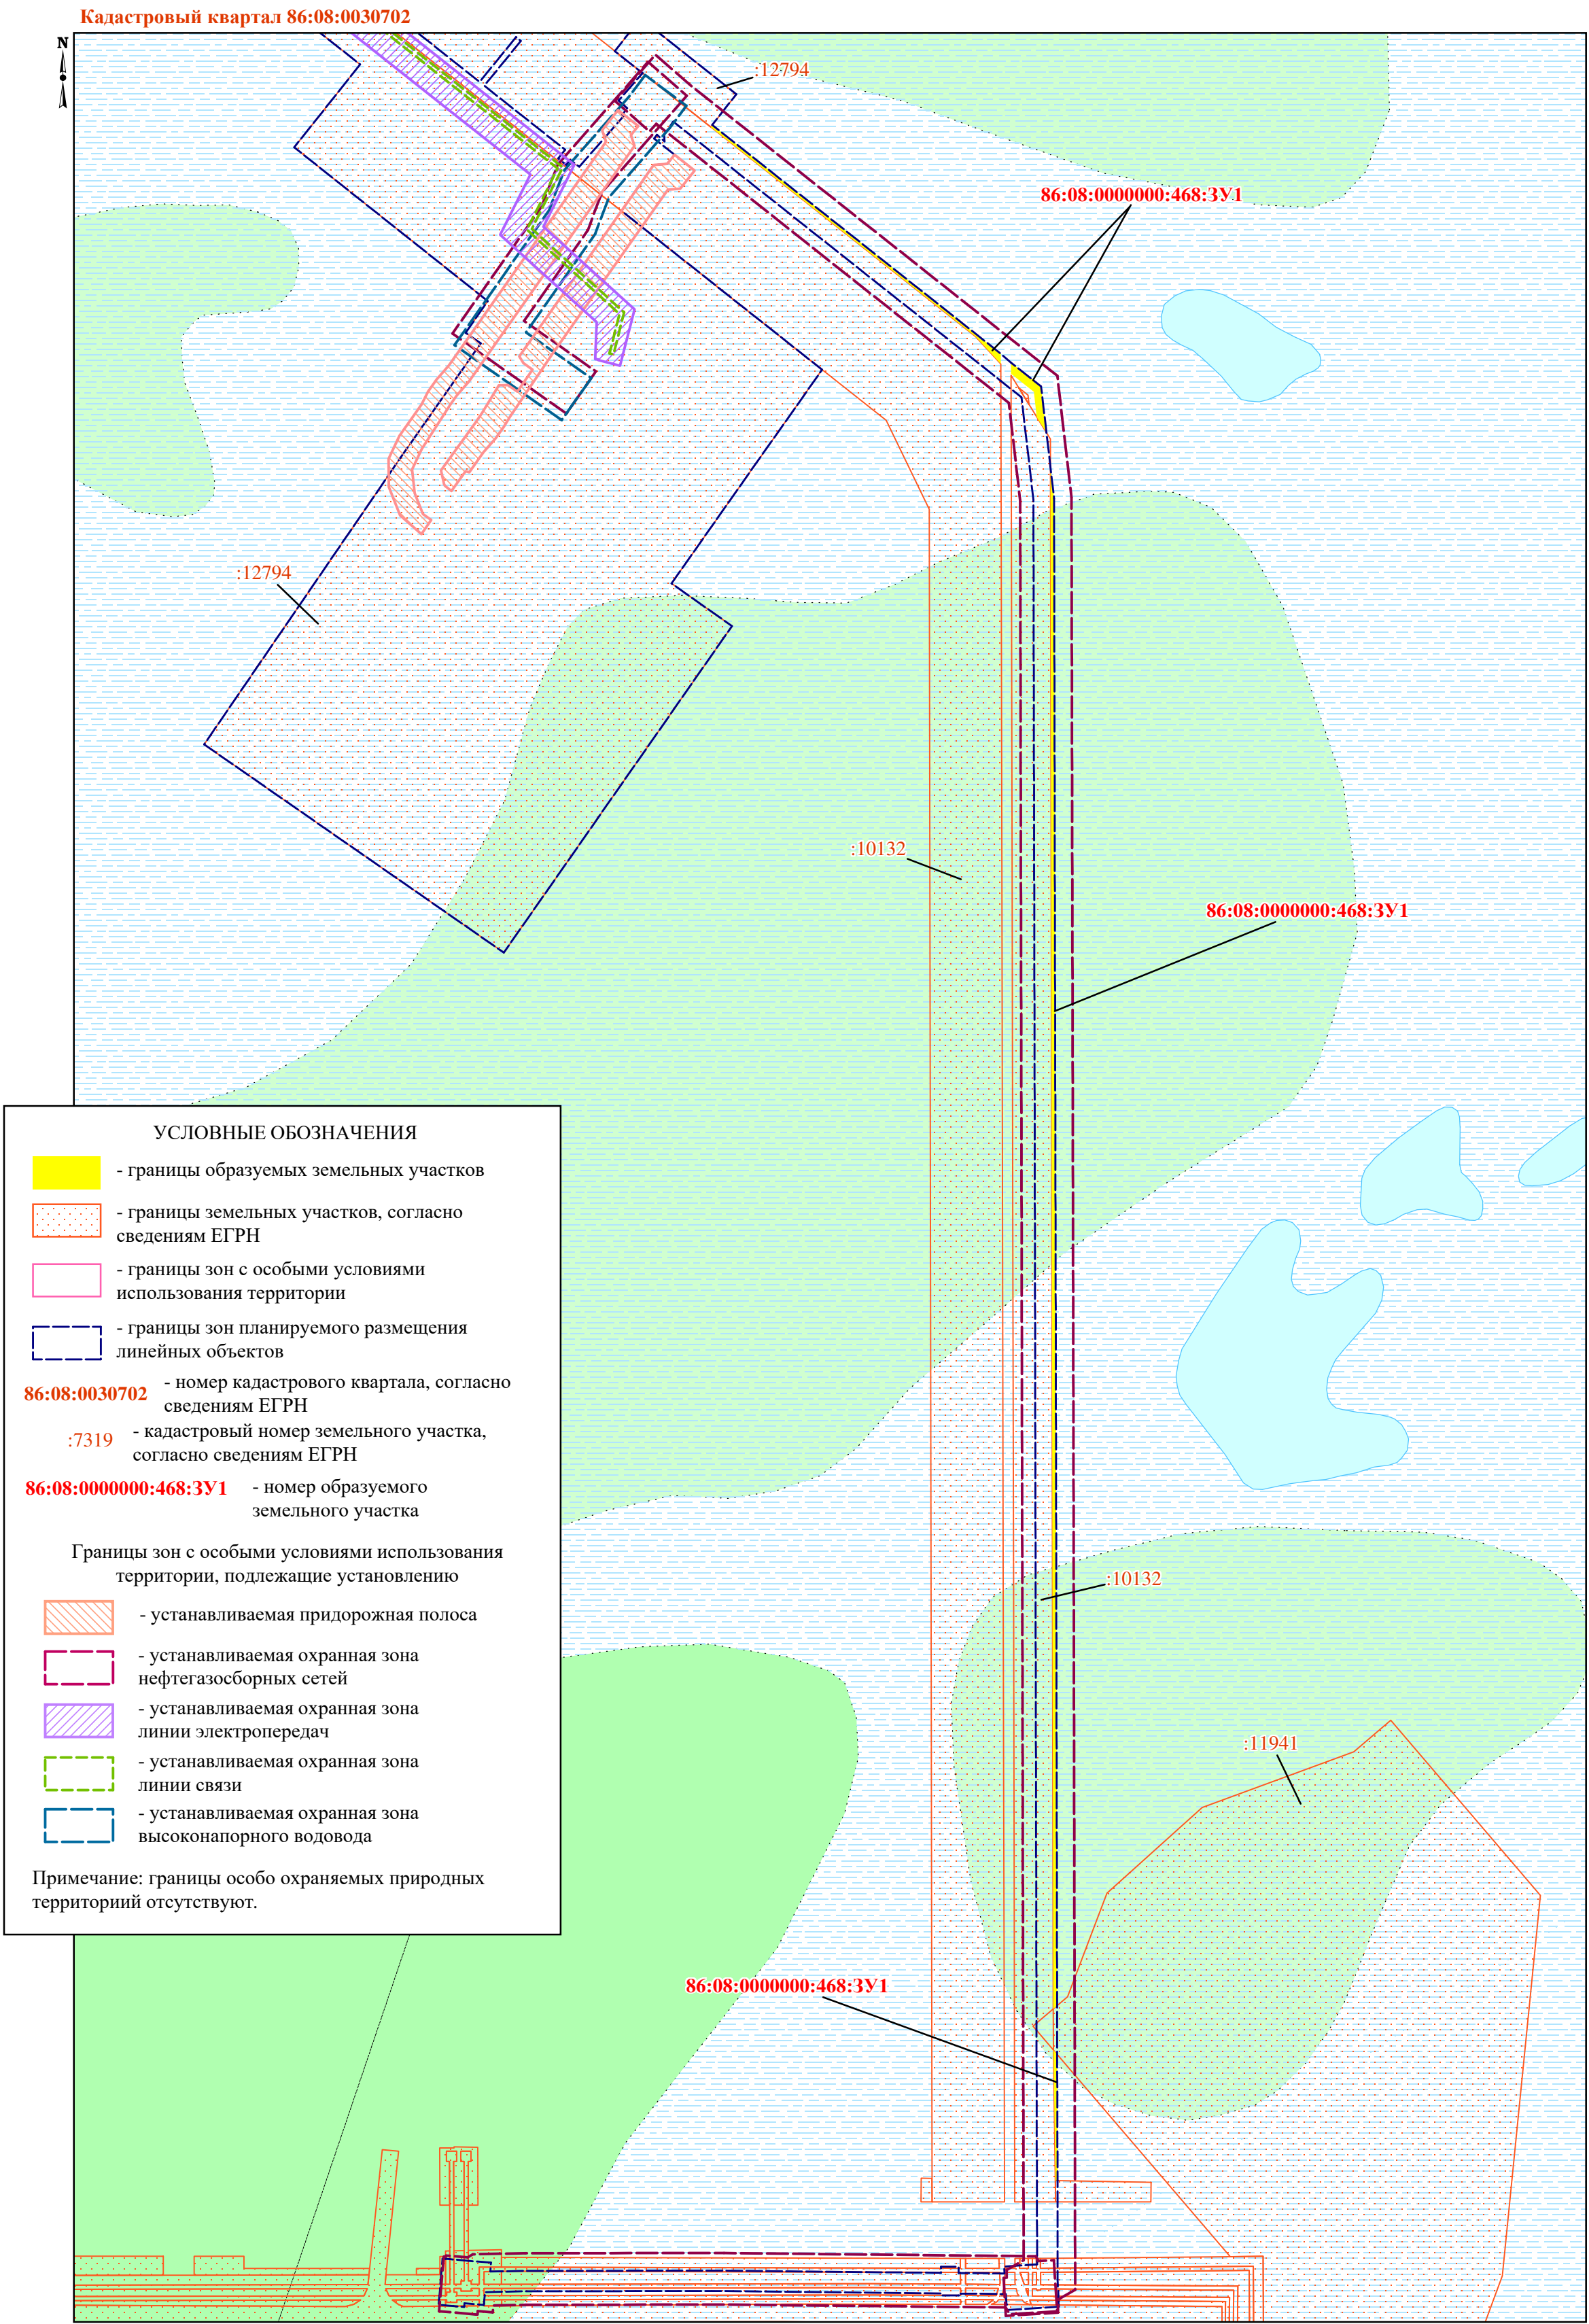 Кадастровый квартал 86:08:0030702
N
:12794
86:08:0000000:468:ЗУ1
:12794
:10132
86:08:0000000:468:ЗУ1
УСЛОВНЫЕ ОБОЗНАЧЕНИЯ
- границы образуемых земельных участков
- границы земельных участков, согласно
сведениям ЕГРН
- границы зон с особыми условиями
использования территории
- границы зон планируемого размещения
линейных объектов
86:08:0030702 - номер кадастрового квартала, согласно
сведениям ЕГРН
:7319 - кадастровый номер земельного участка,
согласно сведениям ЕГРН
86:08:0000000:468:ЗУ1 - номер образуемого
земельного участка
Границы зон с особыми условиями использования
территории, подлежащие установлению
- устанавливаемая придорожная полоса
- устанавливаемая охранная зона
нефтегазосборных сетей
- устанавливаемая охранная зона
линии электропередач
- устанавливаемая охранная зона
линии связи
- устанавливаемая охранная зона
высоконапорного водовода
Примечание: границы особо охраняемых природных
территориий отсутствуют.
:10132
:11941
86:08:0000000:468:ЗУ1